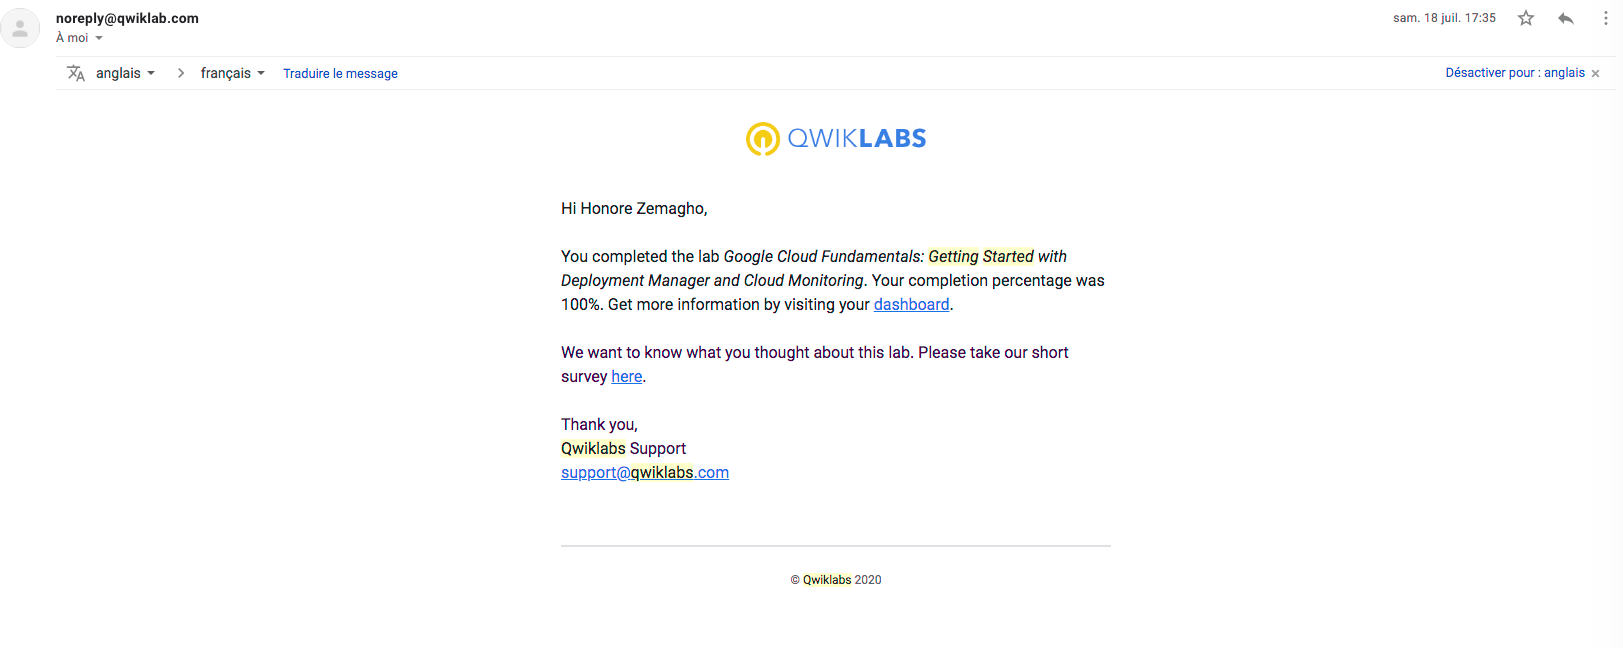 noreply@qwiklab.com
sam. 18 juil. 17:35
À moi
anglais
français
Traduire le message
Désactiver pour : anglais
QWIKLABS
Hi Honore Zemagho,
You completed the lab Google Cloud Fundamentals: Getting Started with
Deployment Manager and Cloud Monitoring. Your completion percentage was
100%. Get more information by visiting your dashboard.
We want to know what you thought about this lab. Please take our short
survey here.
Thank you,
Qwiklabs Support
support@qwiklabs.com
© Qwiklabs 2020